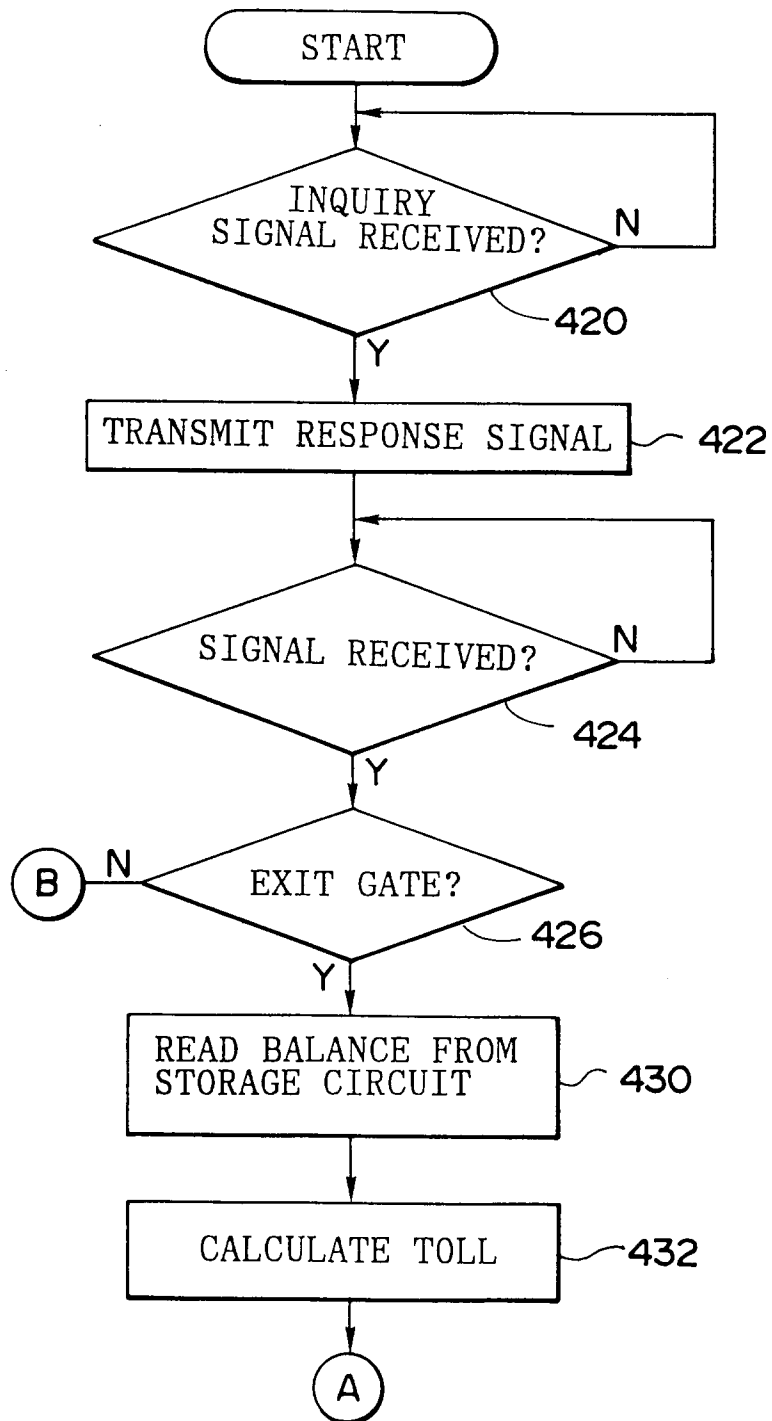 START
INQUIRY
SIGNAL RECEIVED?
N
420
Y
TRANSMIT RESPONSE SIGNAL
422
SIGNAL RECEIVED?
N
424
Y
B
N
EXIT GATE?
426
Y
READ BALANCE FROM
STORAGE CIRCUIT
430
CALCULATE TOLL
432
A